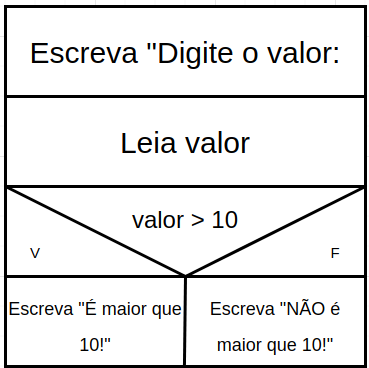 Escreva "Digite o valor:
Leia valor
valor > 10
V
F
Escreva "É maior que
10!"
Escreva "NÃO é
maior que 10!"